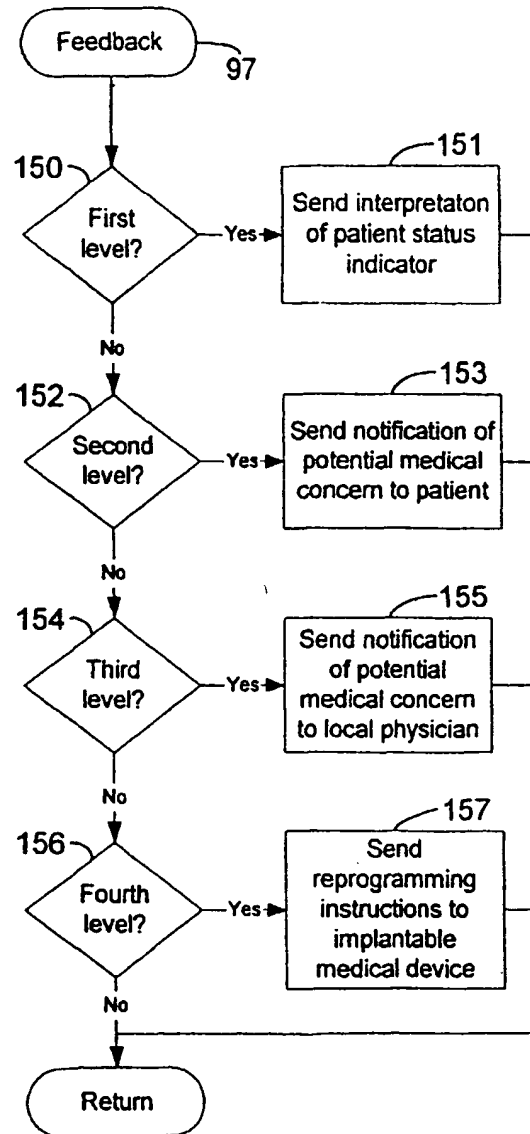 Feedback
97
150
151
First
level?
Yes
Send interpretaton
of patient status
indicator
No
152
153
Second
level?
Yes
Send notification of
potential medical
concern to patient
No
154
155
Third
level?
Yes
Send notification
of potential
medical concern
to local physician
No
156
157
Fourth
level?
Yes
Send
reprogramming
instructions to
implantable
medical device
No
Return